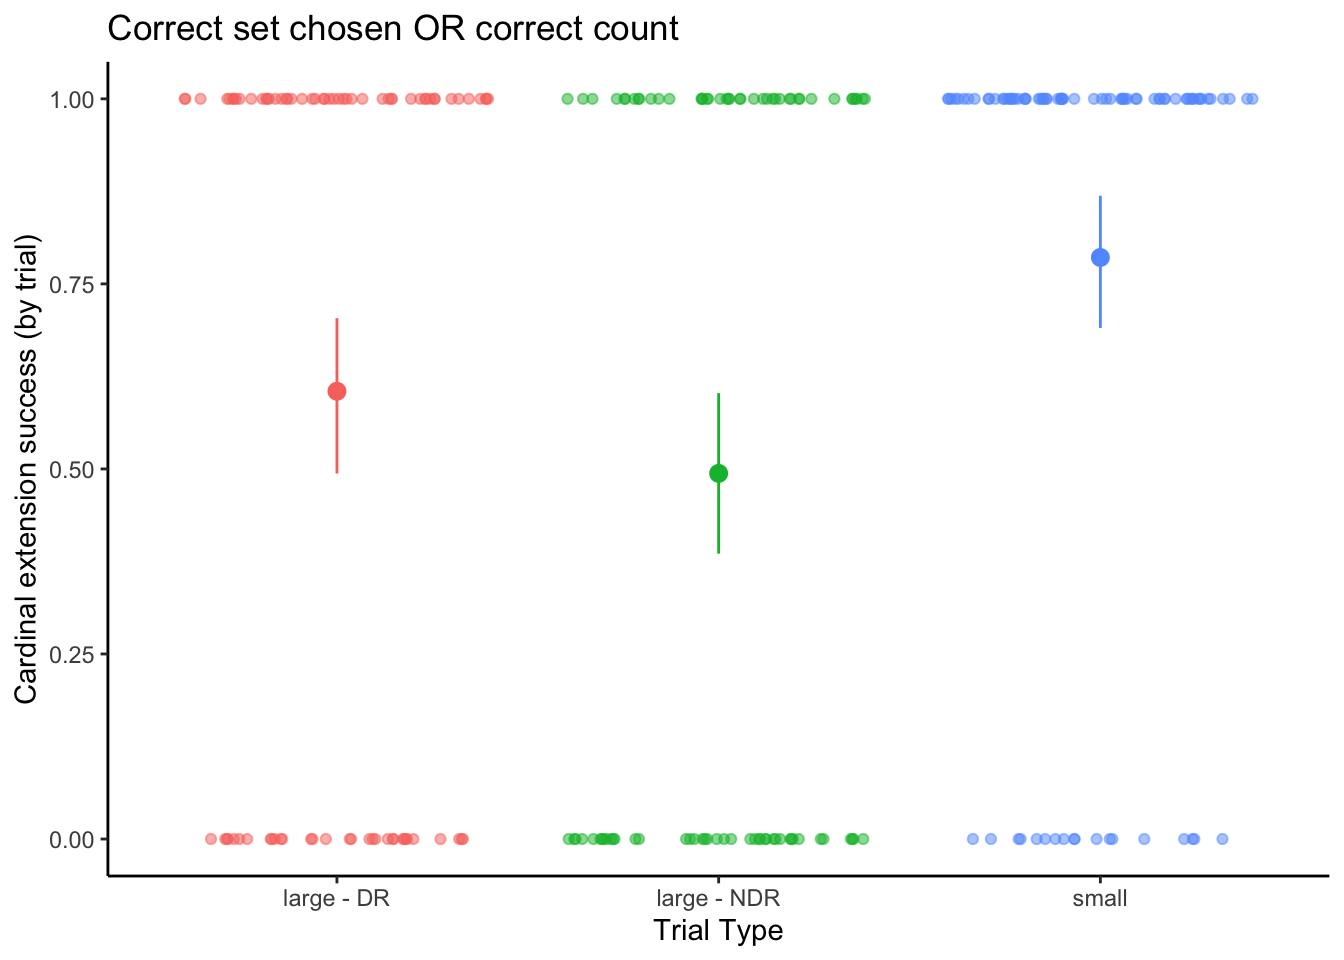 Correct set chosen OR correct count
Cardinal extension success (by trial)
1.00
0.75
0.50
0.25
0.00
large - DR
large - NDR
small
Trial Type